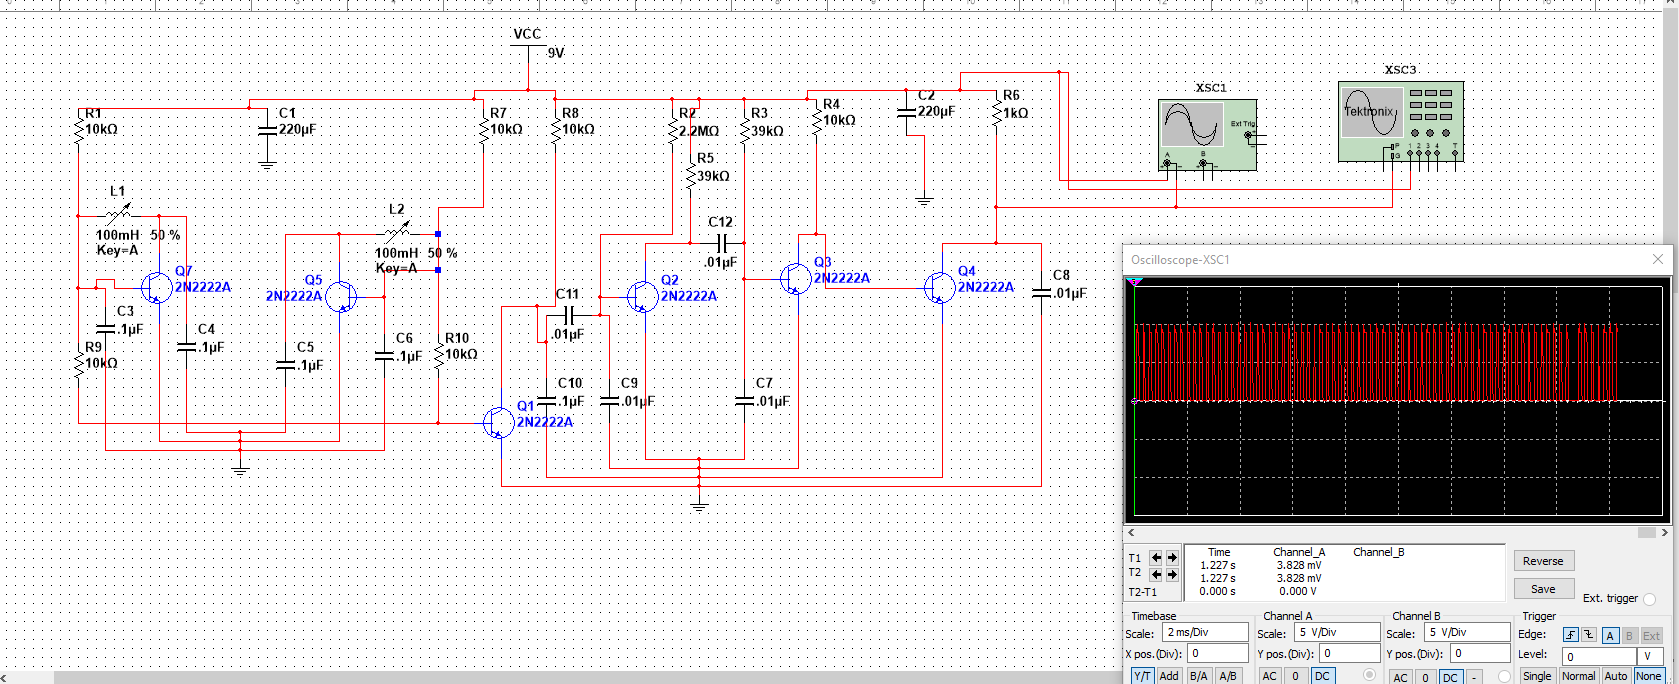 VCC
9V
R1
10kΩ
C1
220µF
R7
10kΩ
R8
10kΩ
R2
2.2MΩ
R3
39kΩ
R4
10kΩ
C2
220µF
R6
1kΩ
XSC1
Ext Trig
A
B
XSC3
Tektronix
P
G
1 2 3 4
T
R5
39kΩ
L1
100mH 50 %
Key=A
L2
100mH 50 %
Key=A
C12
.01µF
Q7
2N2222A
Q5
2N2222A
Q2
2N2222A
Q3
2N2222A
Q4
2N2222A
C8
.01µF
C11
.01µF
C3
.1µF
C4
.1µF
R9
10kΩ
C5
.1µF
C6
.1µF
R10
10kΩ
C10
.1µF
C9
.01µF
C7
.01µF
Q1
2N2222A
Oscilloscope-XSC1
Time Channel_A Channel_B
T1 1.227 s 3.828 mV
T2 1.227 s 3.828 mV
T2-T1 0.000 s 0.000 V
Reverse
Save
Ext. trigger
Timebase
Scale: 2 ms/Div
X pos.(Div): 0
Y/T Add B/A A/B
Channel A
Scale: 5 V/Div
Y pos.(Div): 0
AC 0 DC
Channel B
Scale: 5 V/Div
Y pos.(Div): 0
AC 0 DC -
Trigger
Edge: A B Ext
Level: 0 V
Single Normal Auto None